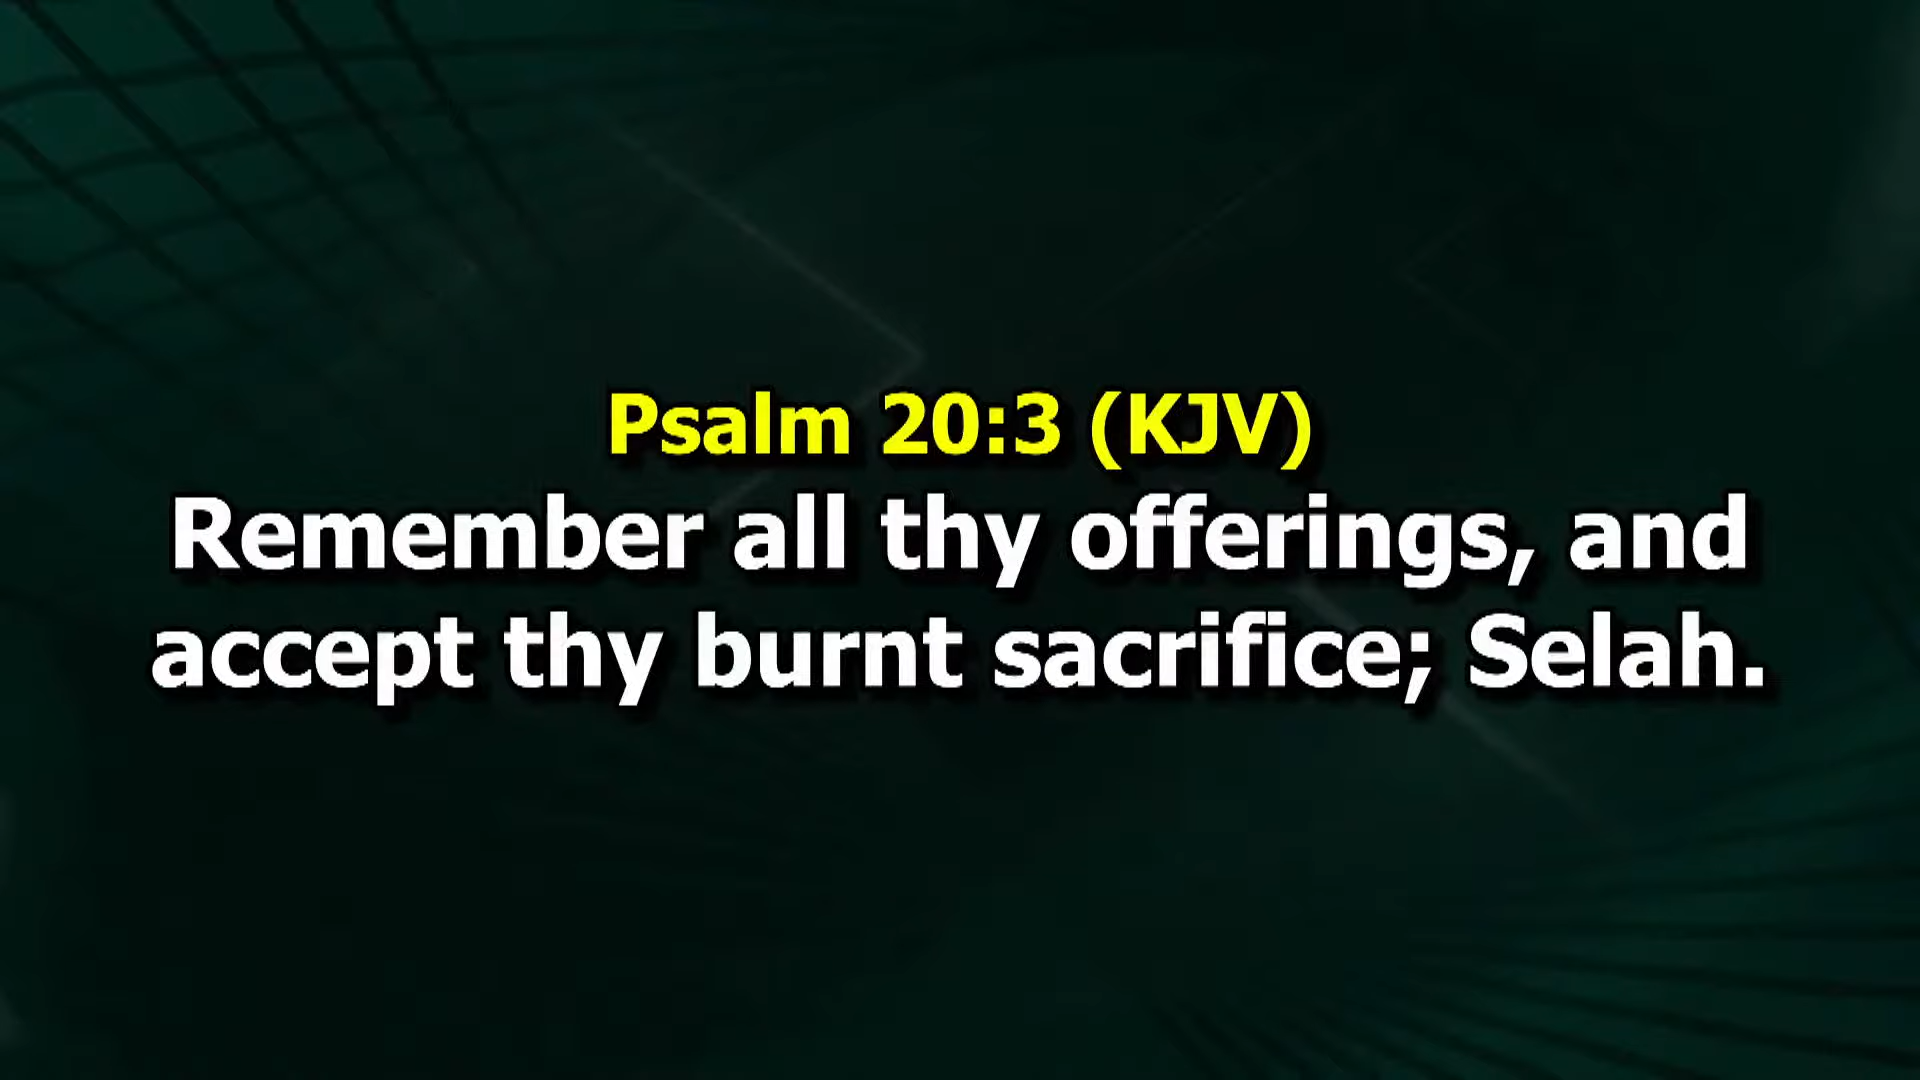 Psalm 20:3 (KJV)
Remember all thy offerings, and
accept thy burnt sacrifice; Selah.